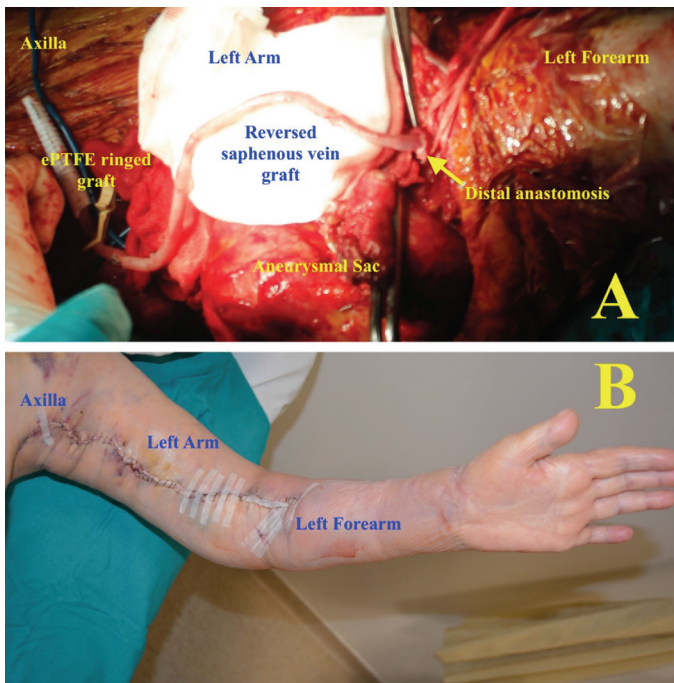 Axilla
Left Arm
Left Forearm
Reversed
saphenous vein
graft
ePTFE ringed
graft
Distal anastomosis
Aneurysmal Sac
A
B
Axilla
Left Arm
Left Forearm